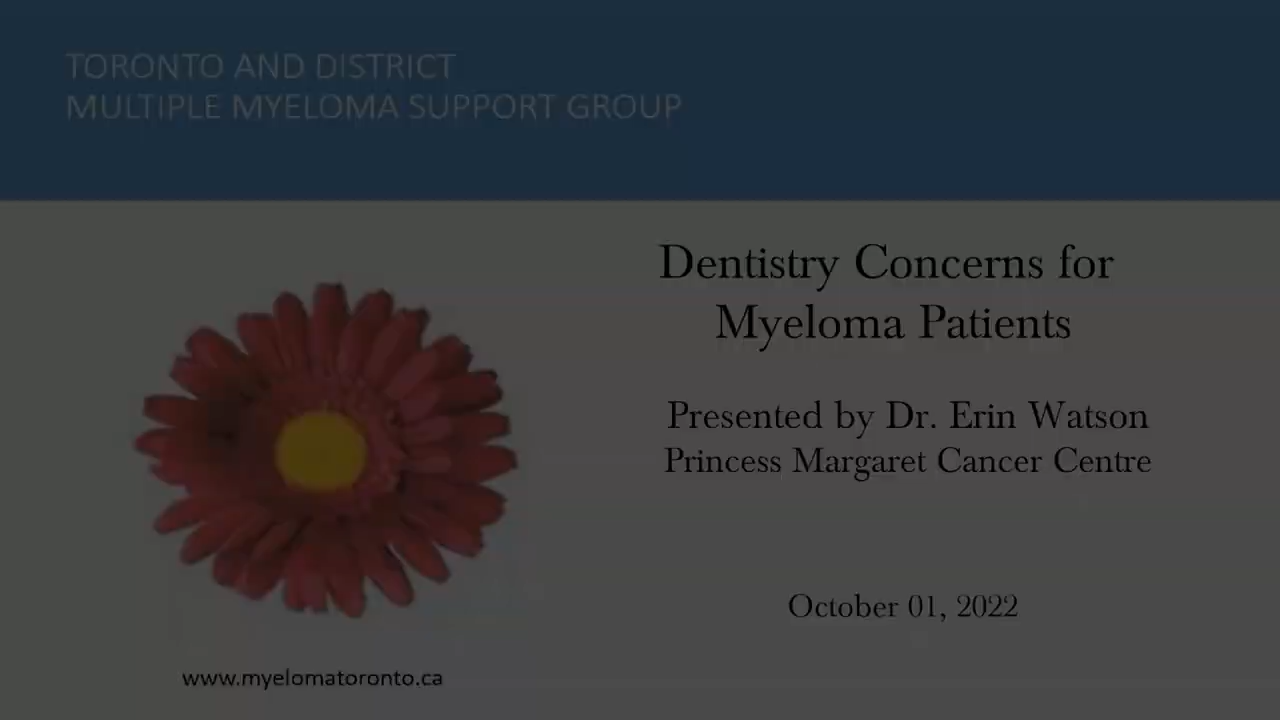 TORONTO AND DISTRICT
MULTIPLE MYELOMA SUPPORT GROUP
Dentistry Concerns for
Myeloma Patients
Presented by Dr. Erin Watson
Princess Margaret Cancer Centre
October 01, 2022
www.myelomatoronto.ca